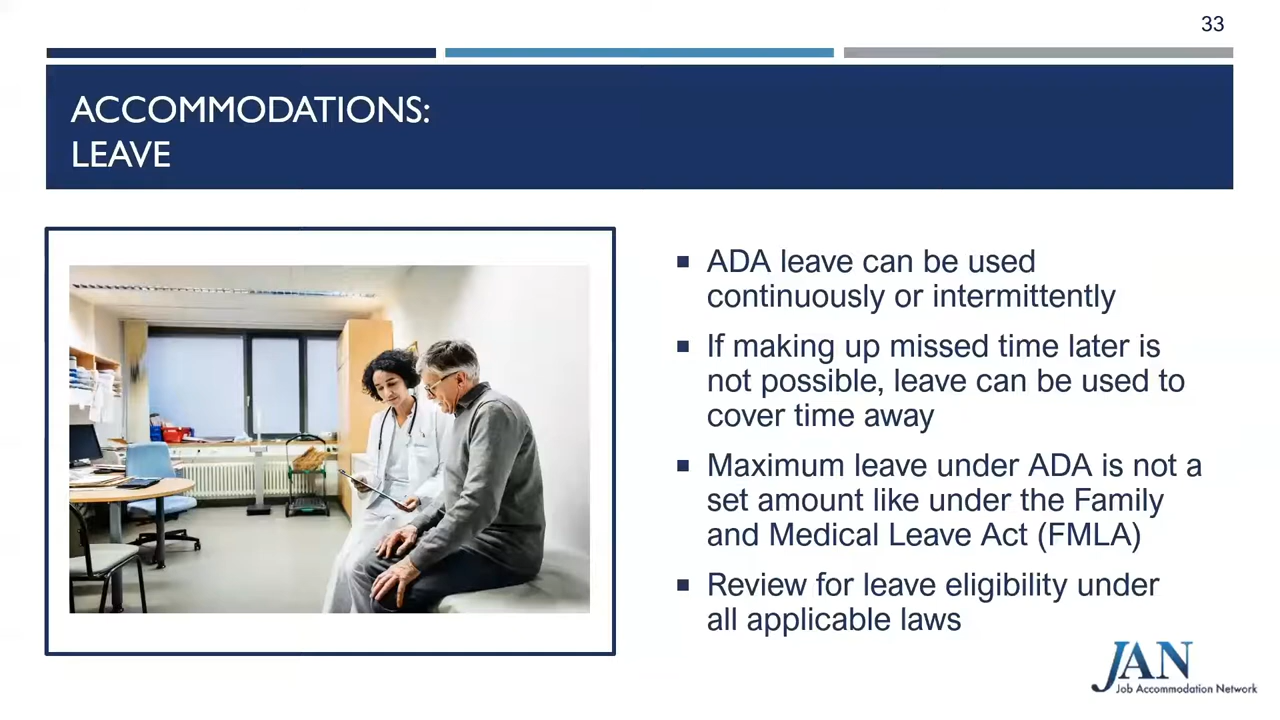 33
ACCOMMODATIONS:
LEAVE
ADA leave can be used
continuously or intermittently
If making up missed time later is
not possible, leave can be used to
cover time away
Maximum leave under ADA is not a
set amount like under the Family
and Medical Leave Act (FMLA)
Review for leave eligibility under
all applicable laws
JAN
Job Accommodation Network